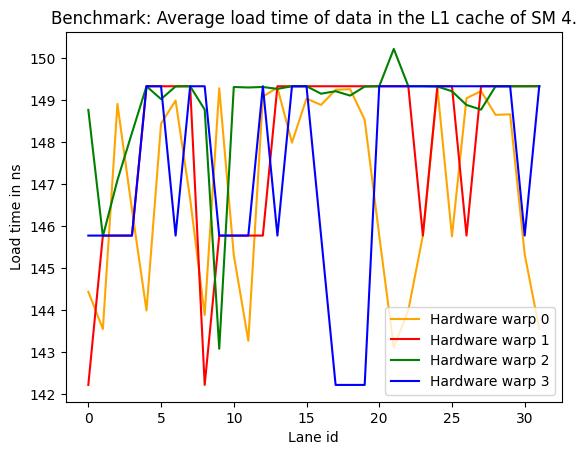 Benchmark: Average load time of data in the L1 cache of SM 4.
Load time in ns
150
149
148
147
146
145
144
143
142
0 5 10 15 20 25 30
Lane id
Hardware warp 0
Hardware warp 1
Hardware warp 2
Hardware warp 3